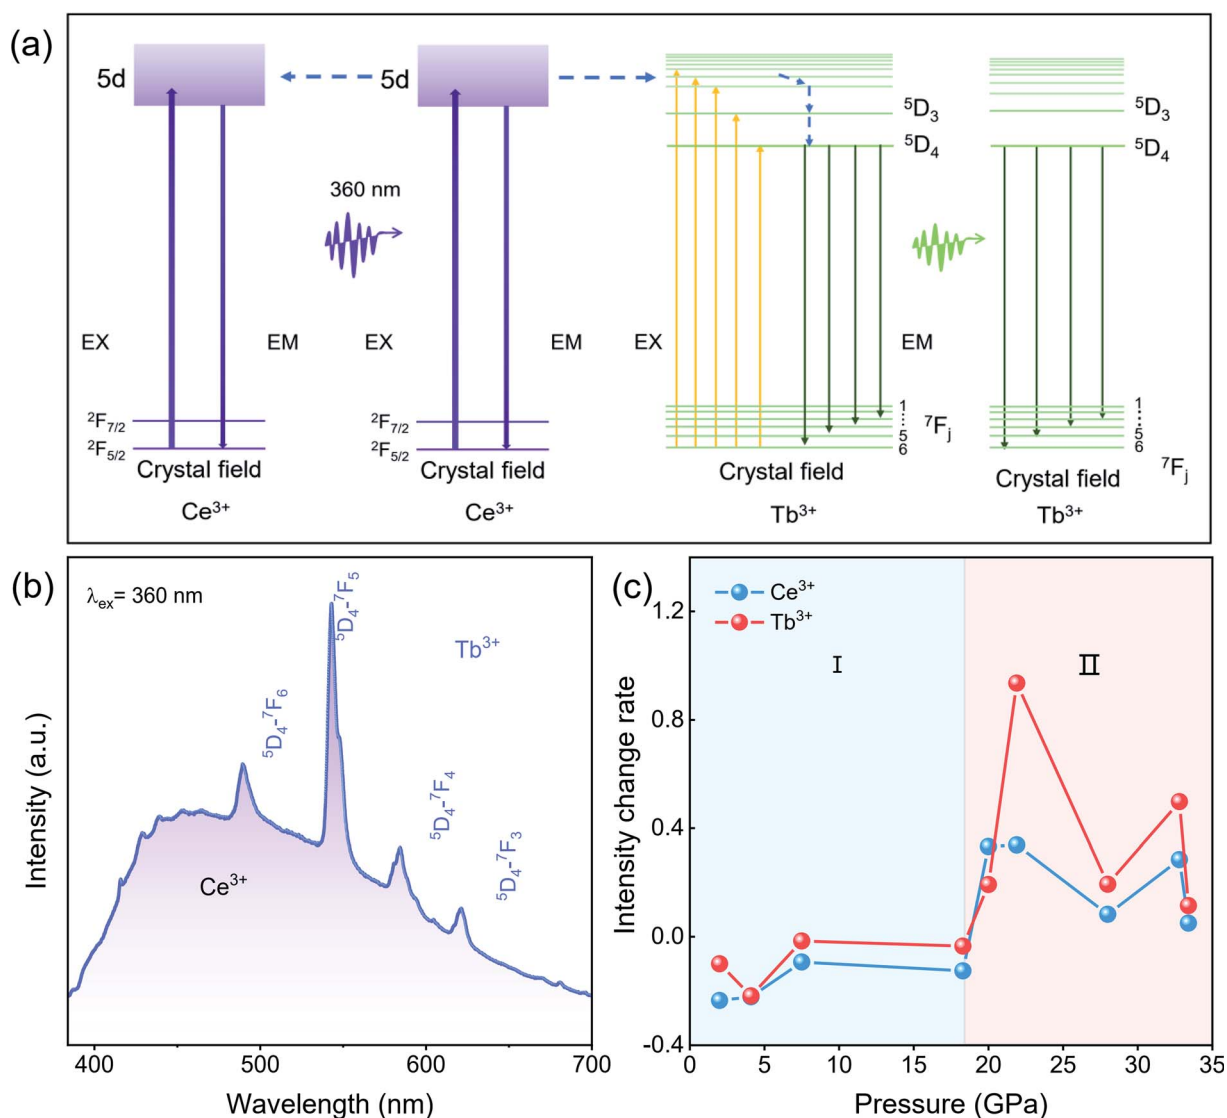 (a)
5d
5d
⁵D₃
⁵D₃
⁵D₄
⁵D₄
360 nm
EX
EM
EX
EM
EX
EM
²F₇/₂
²F₇/₂
1
1
⋮
⋮
⁷Fⱼ
5
5
²F₅/₂
²F₅/₂
6
6
⁷Fⱼ
Crystal field
Crystal field
Crystal field
Crystal field
Ce³⁺
Ce³⁺
Tb³⁺
Tb³⁺
(b)
λₑₓ= 360 nm
⁵D₄-⁷F₅
Tb³⁺
⁵D₄-⁷F₆
⁵D₄-⁷F₄
⁵D₄-⁷F₃
Ce³⁺
Intensity (a.u.)
400
500
600
700
Wavelength (nm)
(c)
Ce³⁺
Tb³⁺
I
II
Intensity change rate
1.2
0.8
0.4
0.0
-0.4
0
5
10
15
20
25
30
35
Pressure (GPa)